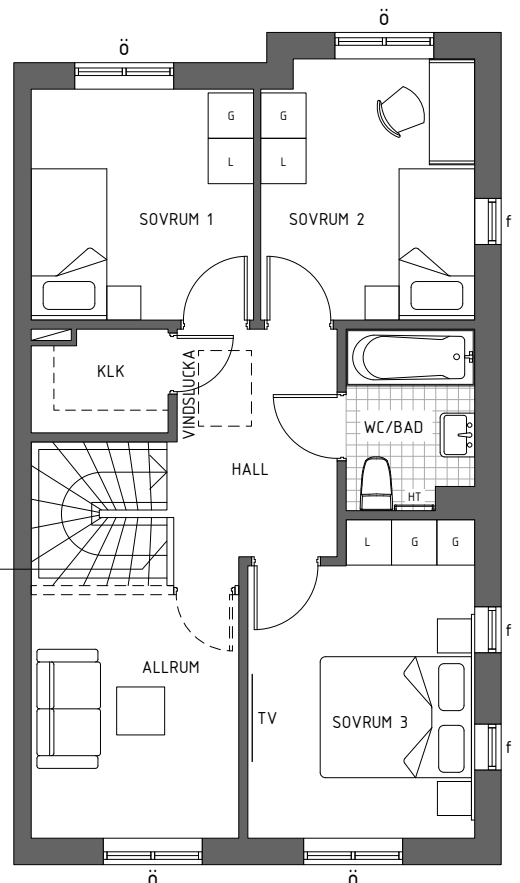 Ö
Ö
G
G
L
L
SOVRUM 1
SOVRUM 2
f
KLK
VINDSLUCKA
WC/BAD
HALL
HT
L
G
G
f
ALLRUM
TV
SOVRUM 3
f
Ö
Ö